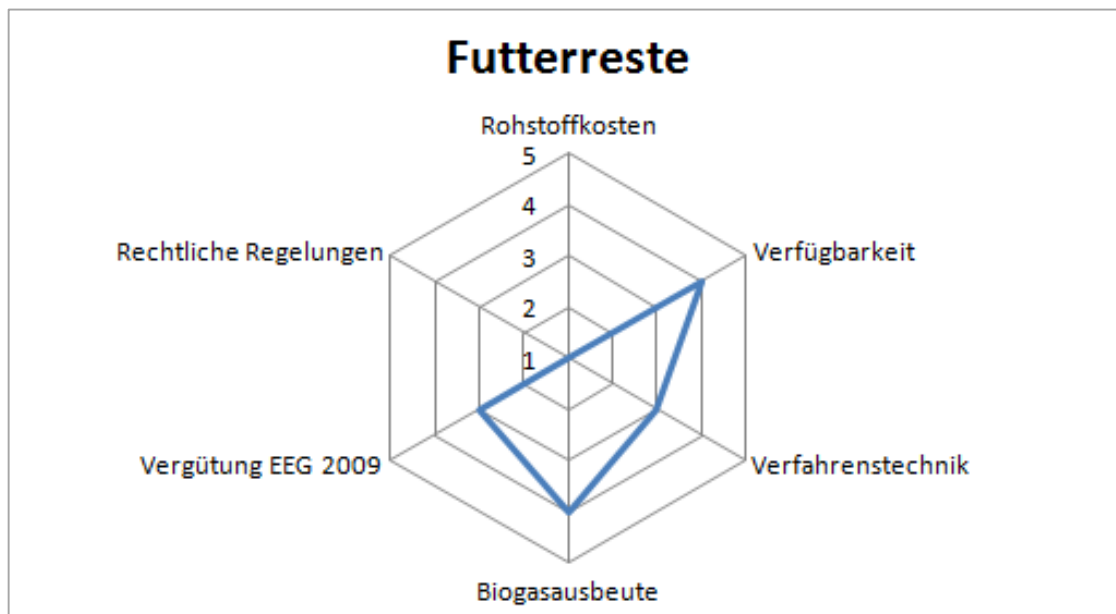 Futterreste
Rohstoffkosten
5
4
Rechtliche Regelungen
3
Verfügbarkeit
2
1
Vergütung EEG 2009
Verfahrenstechnik
Biogasausbeute